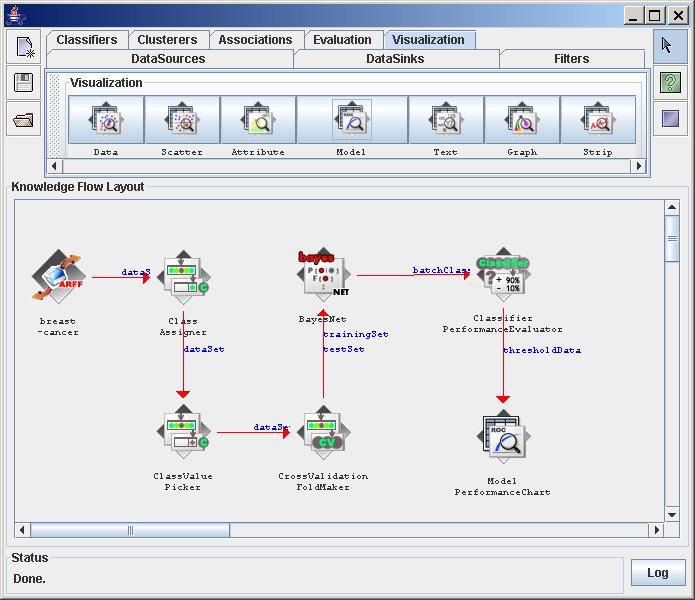 Classifiers Clusterers Associations Evaluation Visualization
DataSources DataSinks Filters
Visualization
ROC
Data Scatter Attribute Model Text Graph Strip
Knowledge Flow Layout
ARFF
dataS
C
bayes
P( )
F( )
NET
batchClas
Classifier
? + 90%
- 10%
breast
-cancer
Class
Assigner
BayesNet
Classifier
PerformanceEvaluator
trainingSet
testSet
dataSet
thresholdData
C
dataSe
CV
ROC
ClassValue
Picker
CrossValidation
FoldMaker
Model
PerformanceChart
Status
Done.
Log